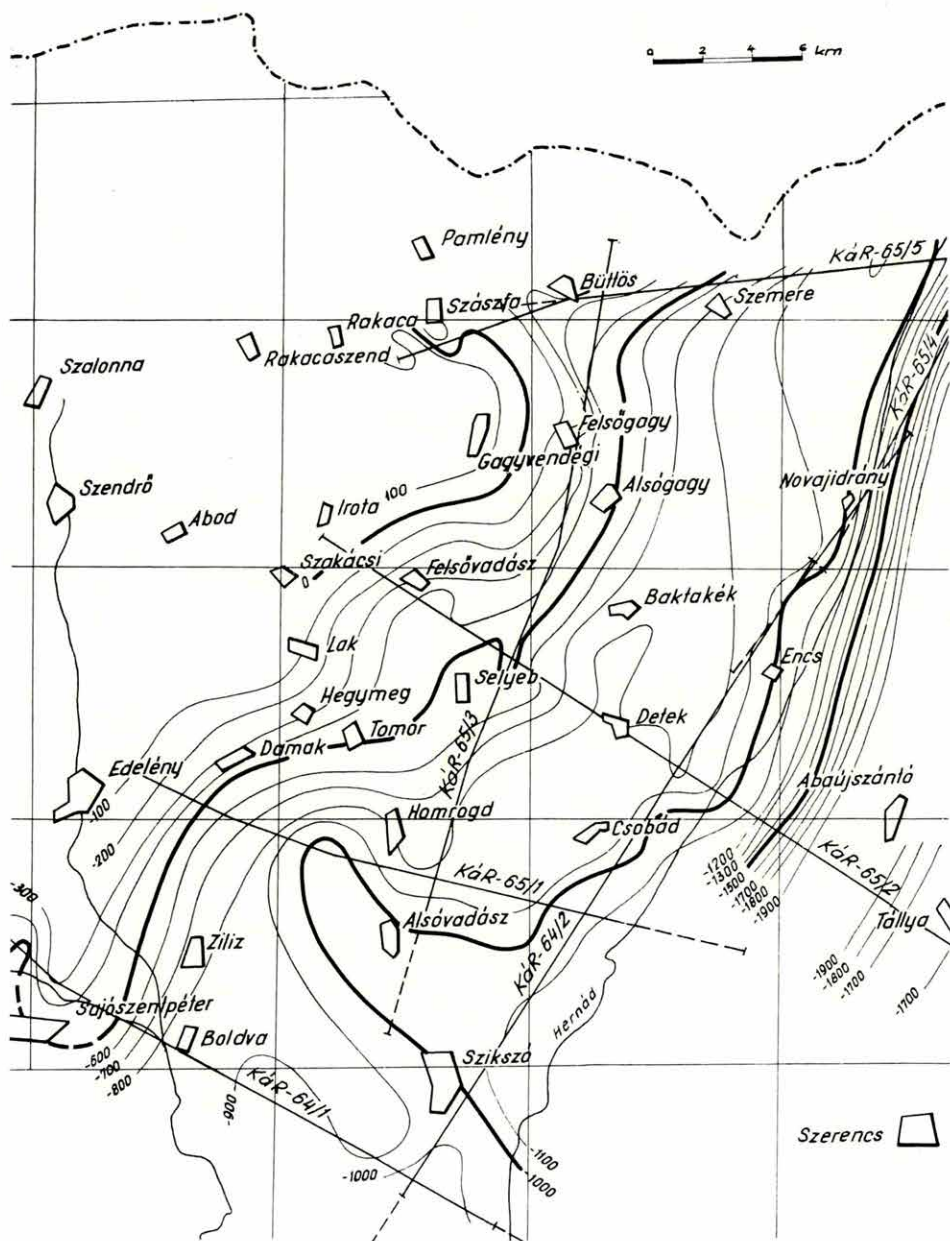 0 2 4 6 km
Pamlény
KáR-65/5
Büttös
Szászfa
Szemere
Rakaca
Rakacaszend
KáR-65/4
Szalonna
Felsőgagy
Gagyvendégi
Novajidrány
Szendrő
Irota 100
Alsógagy
Abod
Szakácsi
Felsővadász
Baktakék
Lak
Encs
Selyeb
Hegymeg
Detek
Tomor
KáR-65/3
Damak
Edelény
Abaújszántó
-100
Homrogd
Csobád
-200
-1200
-1300
-1500
-1700
-1800
-1900
KáR-65/1
KáR-65/2
-300
Alsóvadász
Tállya
KáR-64/2
Ziliz
-1900
-1800
-1700
-1700
Hernád
Sajószentpéter
Boldva
-600
-700
-800
Szikszó
KáR-64/1
-900
Szerencs
-1100
-1000
-1000